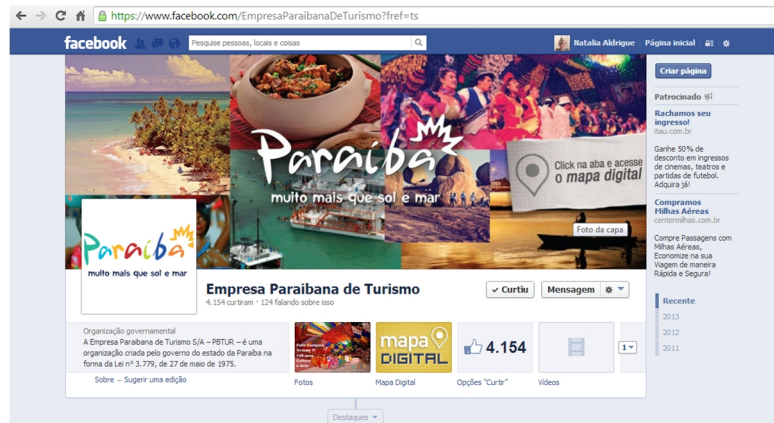 https://www.facebook.com/EmpresaParaibanaDeTurismo?fref=ts
facebook
Pesquise pessoas, locais e coisas
Natalia Aldrigue
Página inicial
Criar página
Paraíba
muito mais que sol e mar
Click na aba e acesse
o mapa digital
Foto da capa
Paraíba
muito mais que sol e mar
Empresa Paraibana de Turismo
4.154 curtiram · 124 falando sobre isso
Curtiu
Mensagem
Organização governamental
A Empresa Paraibana de Turismo S/A – PBTUR – é uma
organização criada pelo governo do estado da Paraíba na
forma da Lei nº 3.779, de 27 de maio de 1975.
Sobre – Sugerir uma edição
Fotos
mapa
DIGITAL
Mapa Digital
4.154
Opções "Curtir"
Vídeos
1
Destaques
Patrocinado
Rachamos seu
ingresso!
itau.com.br
Ganhe 50% de
desconto em ingressos
de cinemas, teatros e
partidas de futebol.
Adquira já!
Compramos
Milhas Aéreas
centermilhas.com.br
Compre Passagens com
Milhas Aéreas,
Economize na sua
Viagem de maneira
Rápida e Segura!
Recente
2013
2012
2011